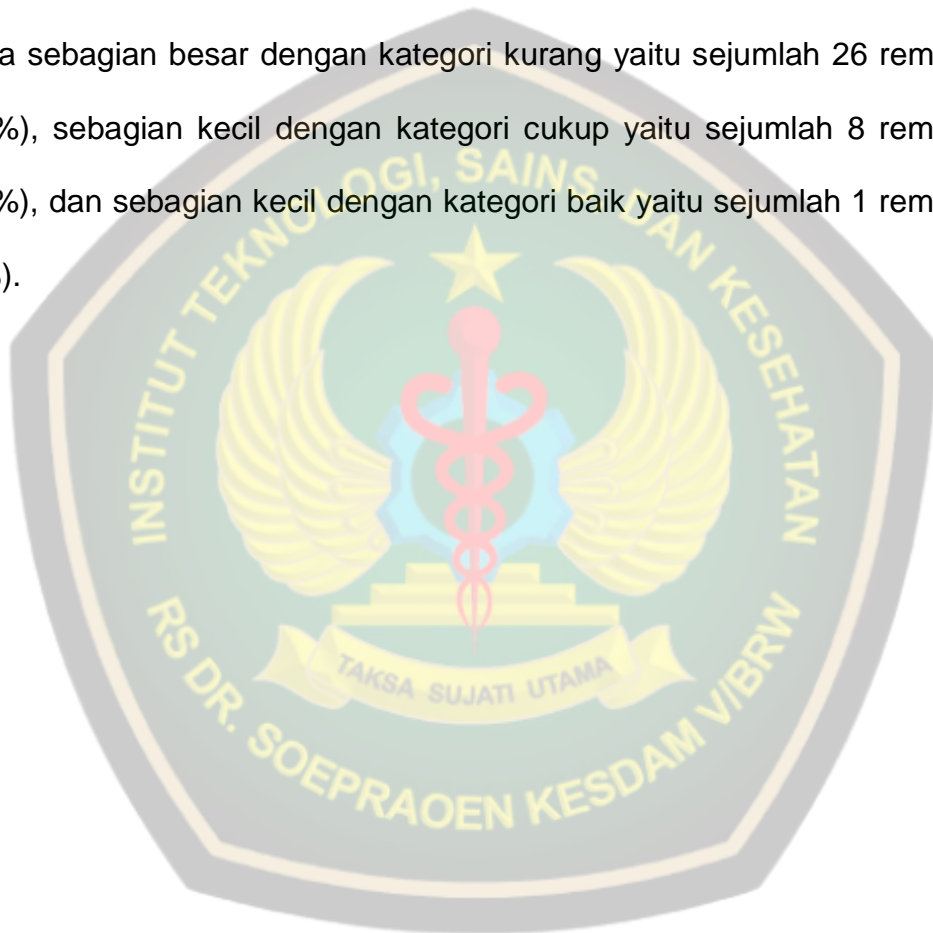 a sebagian besar dengan kategori kurang yaitu sejumlah 26 rem
%), sebagian kecil dengan kategori cukup yaitu sejumlah 8 rem
%), dan sebagian kecil dengan kategori baik yaitu sejumlah 1 rem
).
INSTITUT TEKNOLOGI, SAINS, DAN KESEHATAN
TAKSA SUJATI UTAMA
RS DR. SOEPRAOEN KESDAM V/BRW